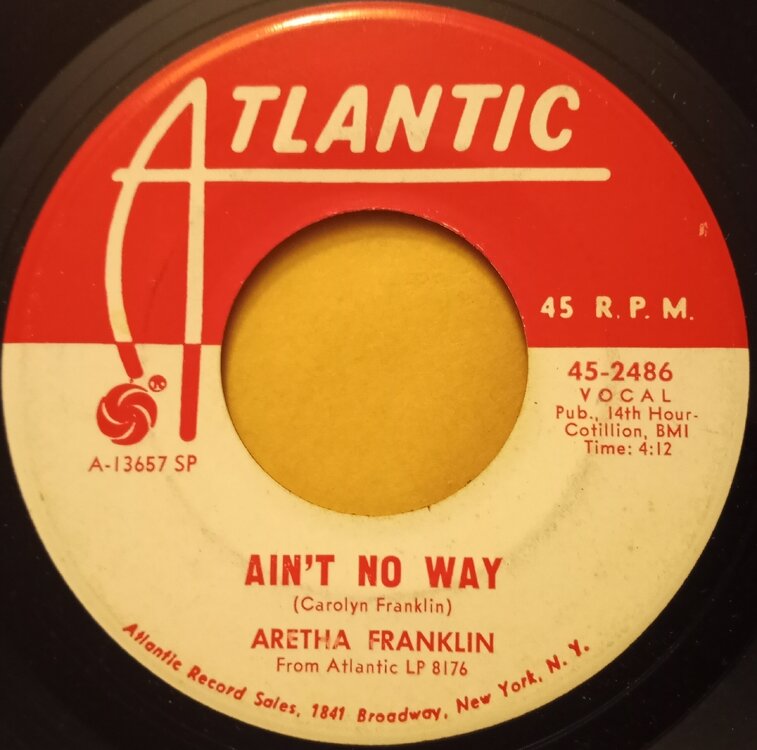 ATLANTIC
45 R.P.M.
45-2486
VOCAL
Pub., 14th Hour-
Cotillion, BMI
Time: 4:12
A-13657 SP
AIN'T NO WAY
(Carolyn Franklin)
ARETHA FRANKLIN
From Atlantic LP 8176
Atlantic Record Sales, 1841 Broadway, New York, N. Y.